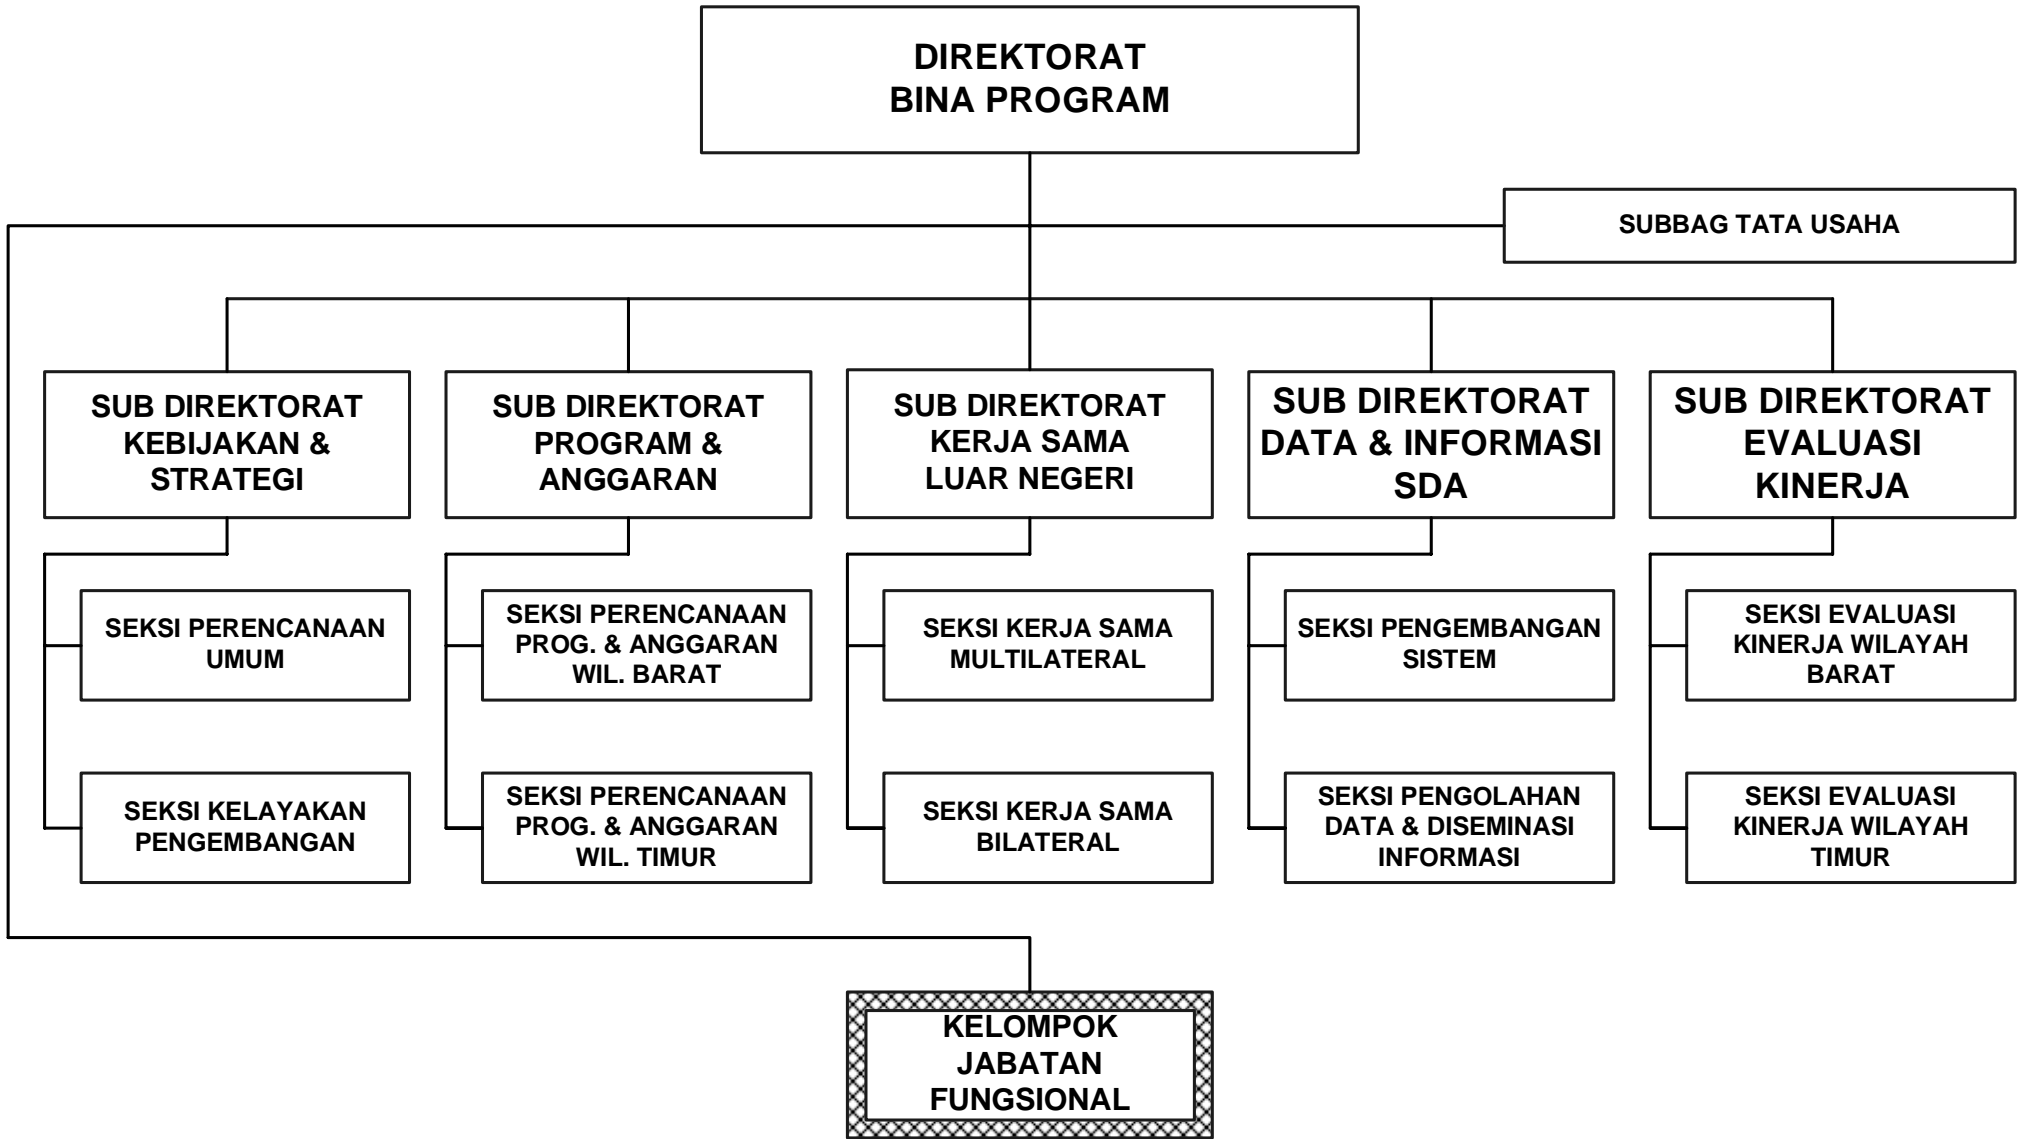 DIREKTORAT
BINA PROGRAM
SUBBAG TATA USAHA
SUB DIREKTORAT
KEBIJAKAN &
STRATEGI
SUB DIREKTORAT
PROGRAM &
ANGGARAN
SUB DIREKTORAT
KERJA SAMA
LUAR NEGERI
SUB DIREKTORAT
DATA & INFORMASI
SDA
SUB DIREKTORAT
EVALUASI
KINERJA
SEKSI PERENCANAAN
UMUM
SEKSI PERENCANAAN
PROG. & ANGGARAN
WIL. BARAT
SEKSI KERJA SAMA
MULTILATERAL
SEKSI PENGEMBANGAN
SISTEM
SEKSI EVALUASI
KINERJA WILAYAH
BARAT
SEKSI KELAYAKAN
PENGEMBANGAN
SEKSI PERENCANAAN
PROG. & ANGGARAN
WIL. TIMUR
SEKSI KERJA SAMA
BILATERAL
SEKSI PENGOLAHAN
DATA & DISEMINASI
INFORMASI
SEKSI EVALUASI
KINERJA WILAYAH
TIMUR
KELOMPOK
JABATAN
FUNGSIONAL